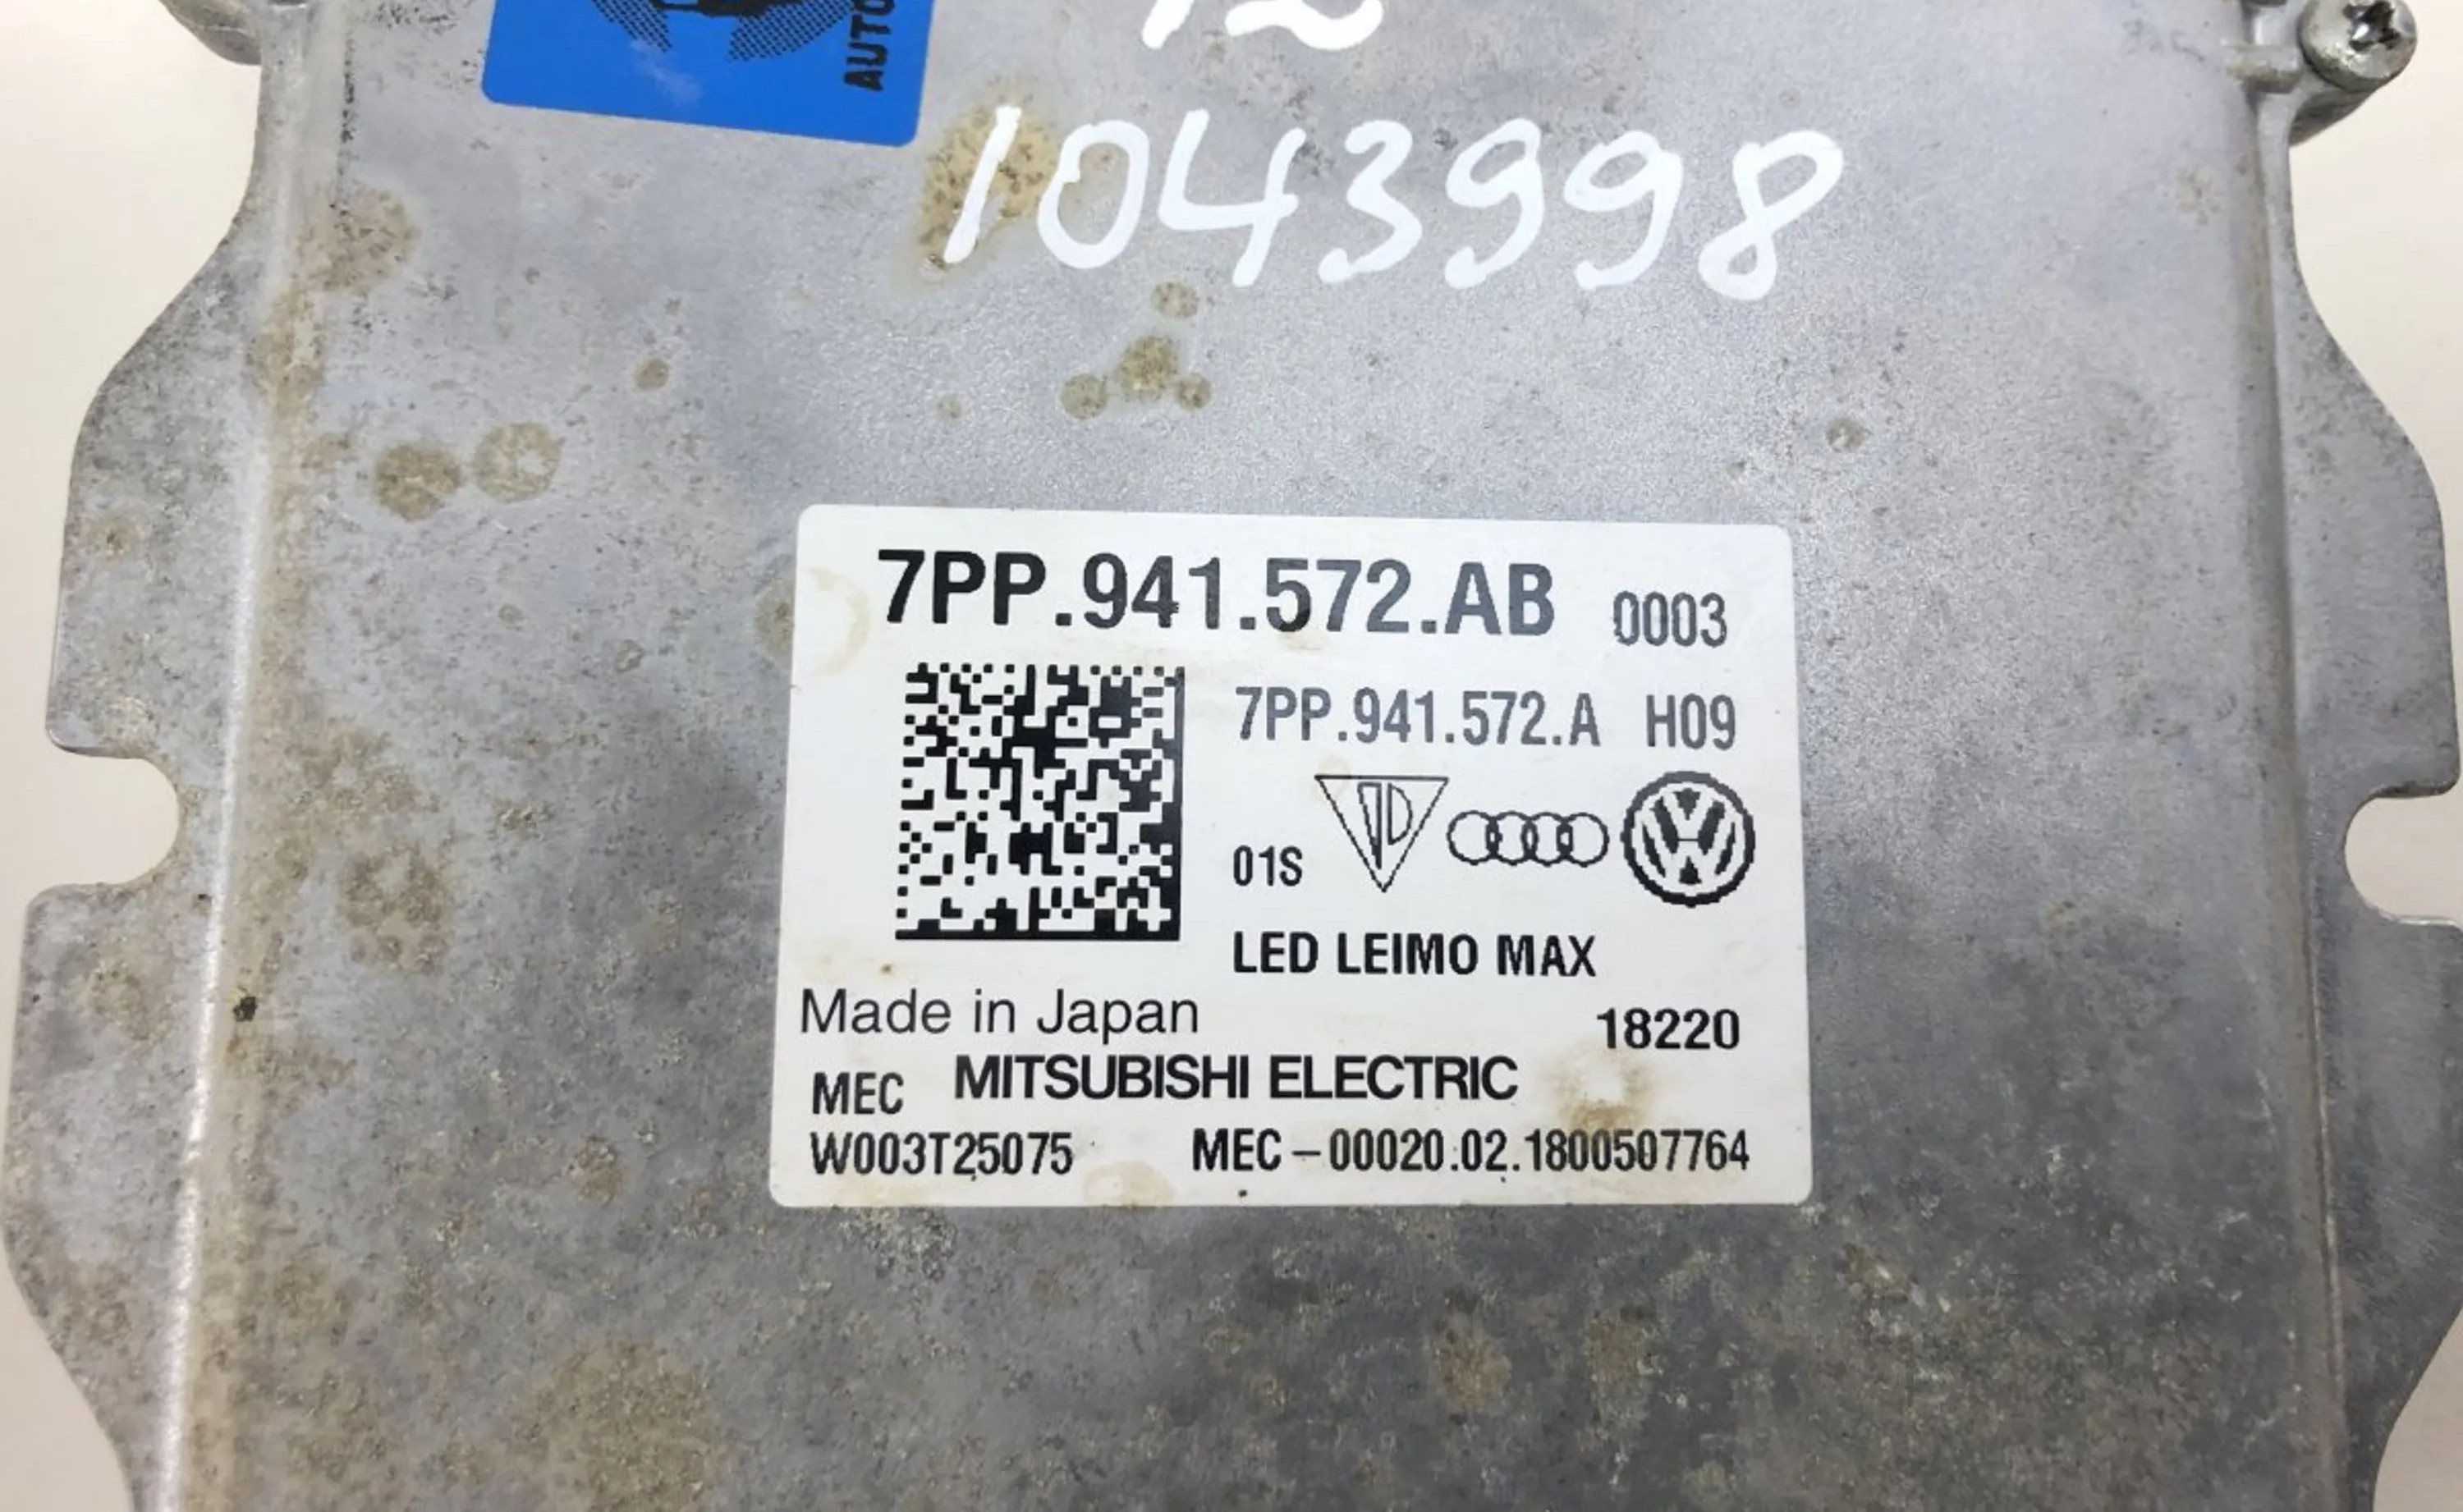 AUTO
1043998
7PP.941.572.AB 0003
7PP.941.572.A H09
01S
LED LEIMO MAX
Made in Japan 18220
MEC MITSUBISHI ELECTRIC
W003T25075 MEC-00020.02.1800507764